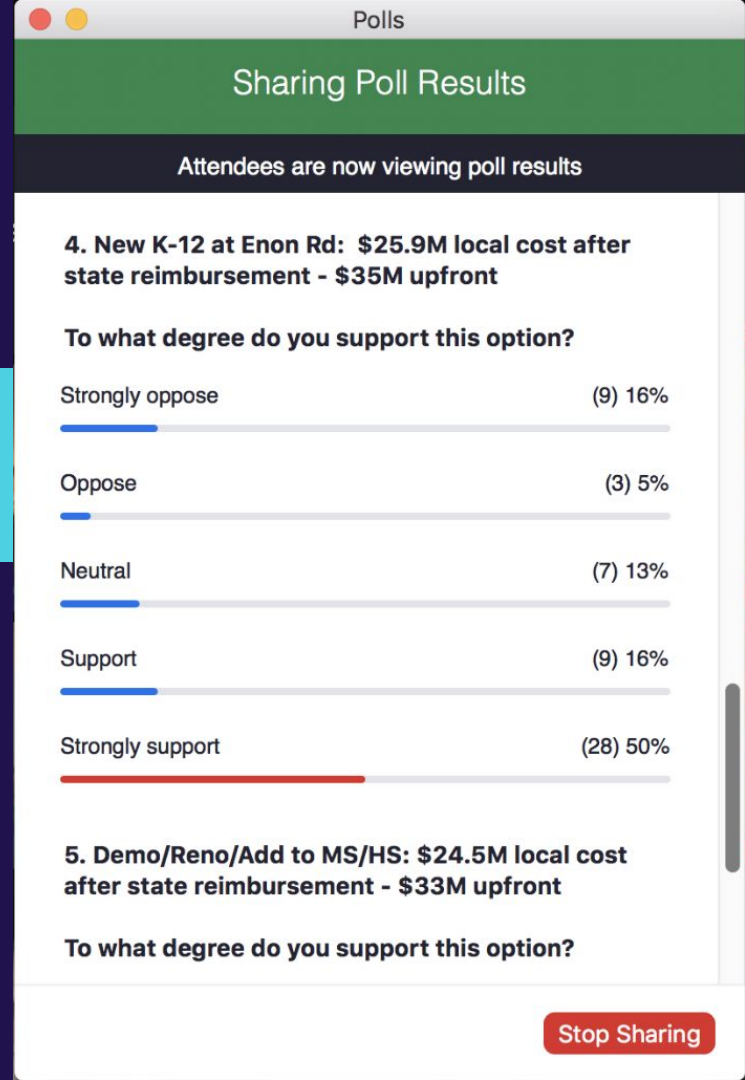 Polls
Sharing Poll Results
Attendees are now viewing poll results
4. New K-12 at Enon Rd:  $25.9M local cost after
state reimbursement - $35M upfront
To what degree do you support this option?
Strongly oppose (9) 16%
Oppose (3) 5%
Neutral (7) 13%
Support (9) 16%
Strongly support (28) 50%
5. Demo/Reno/Add to MS/HS: $24.5M local cost
after state reimbursement - $33M upfront
To what degree do you support this option?
Stop Sharing